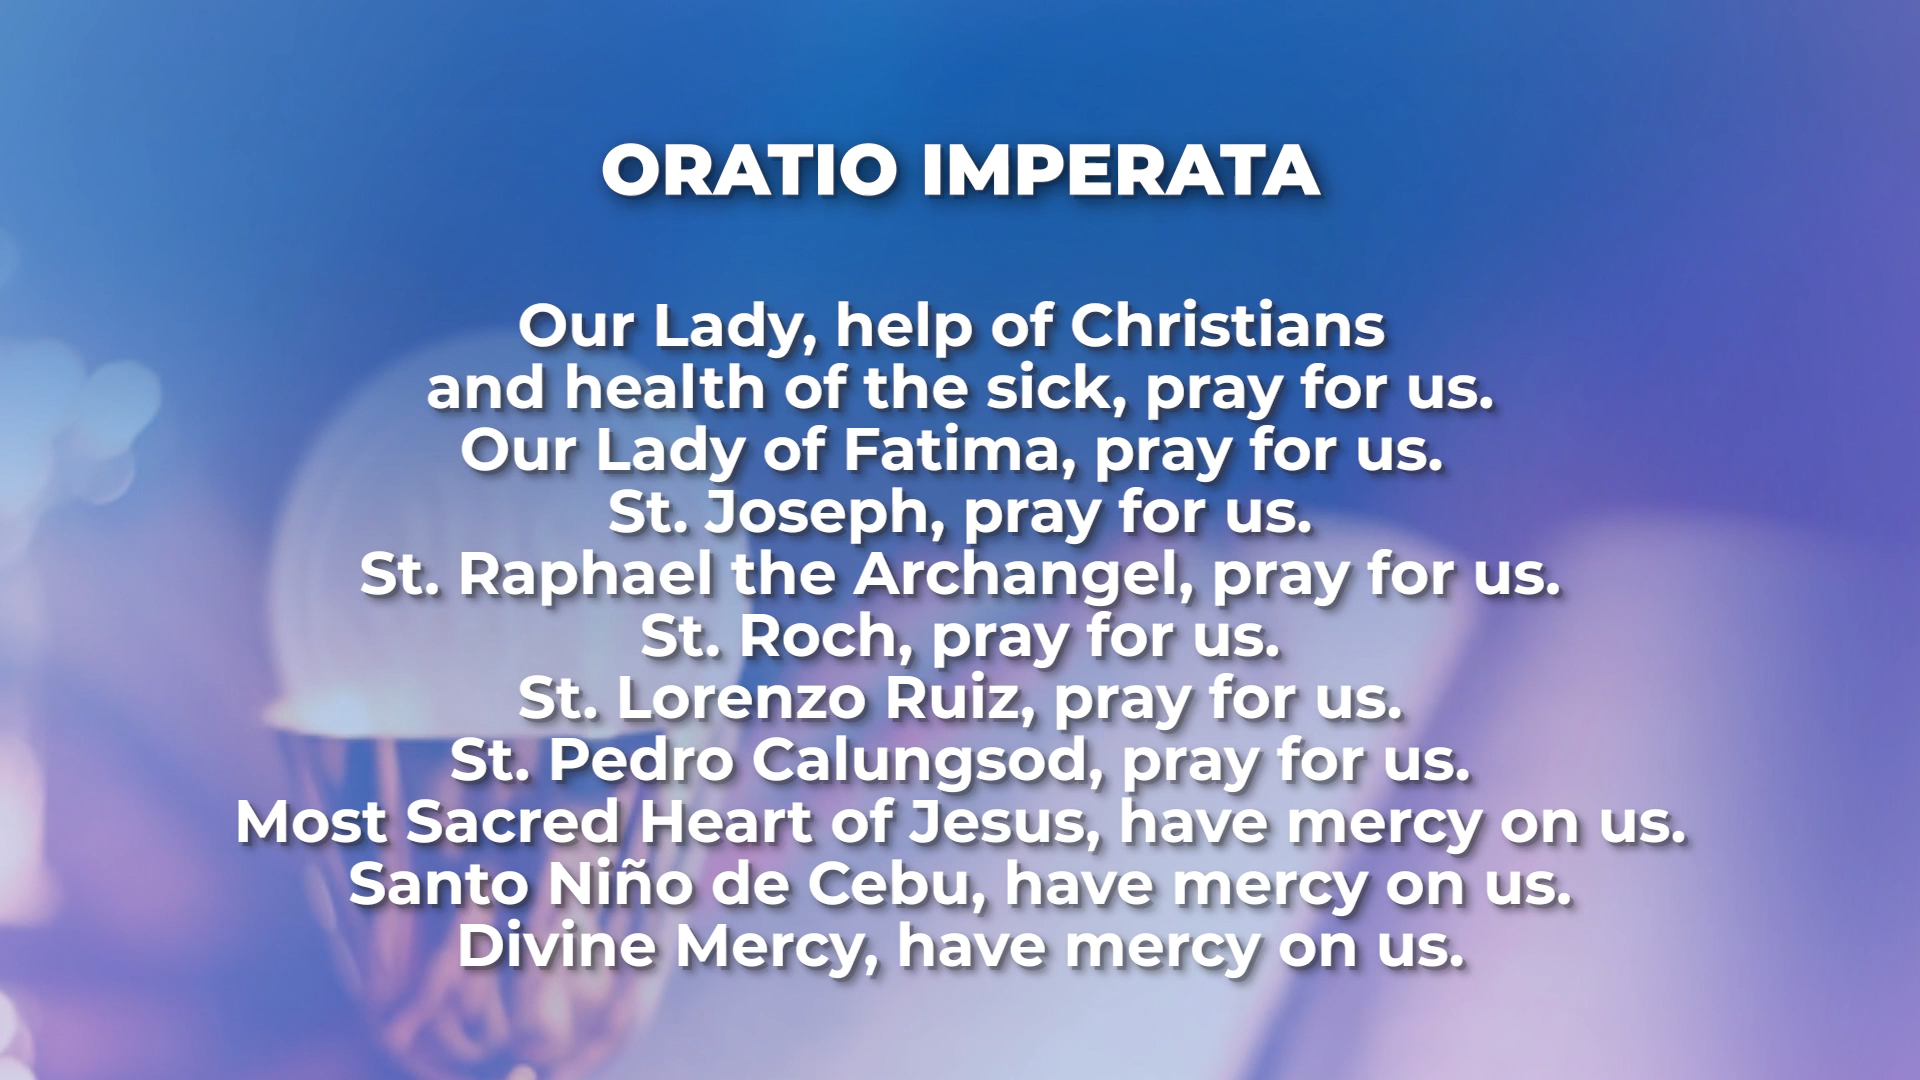 ORATIO IMPERATA
Our Lady, help of Christians
and health of the sick, pray for us.
Our Lady of Fatima, pray for us.
St. Joseph, pray for us.
St. Raphael the Archangel, pray for us.
St. Roch, pray for us.
St. Lorenzo Ruiz, pray for us.
St. Pedro Calungsod, pray for us.
Most Sacred Heart of Jesus, have mercy on us.
Santo Niño de Cebu, have mercy on us.
Divine Mercy, have mercy on us.